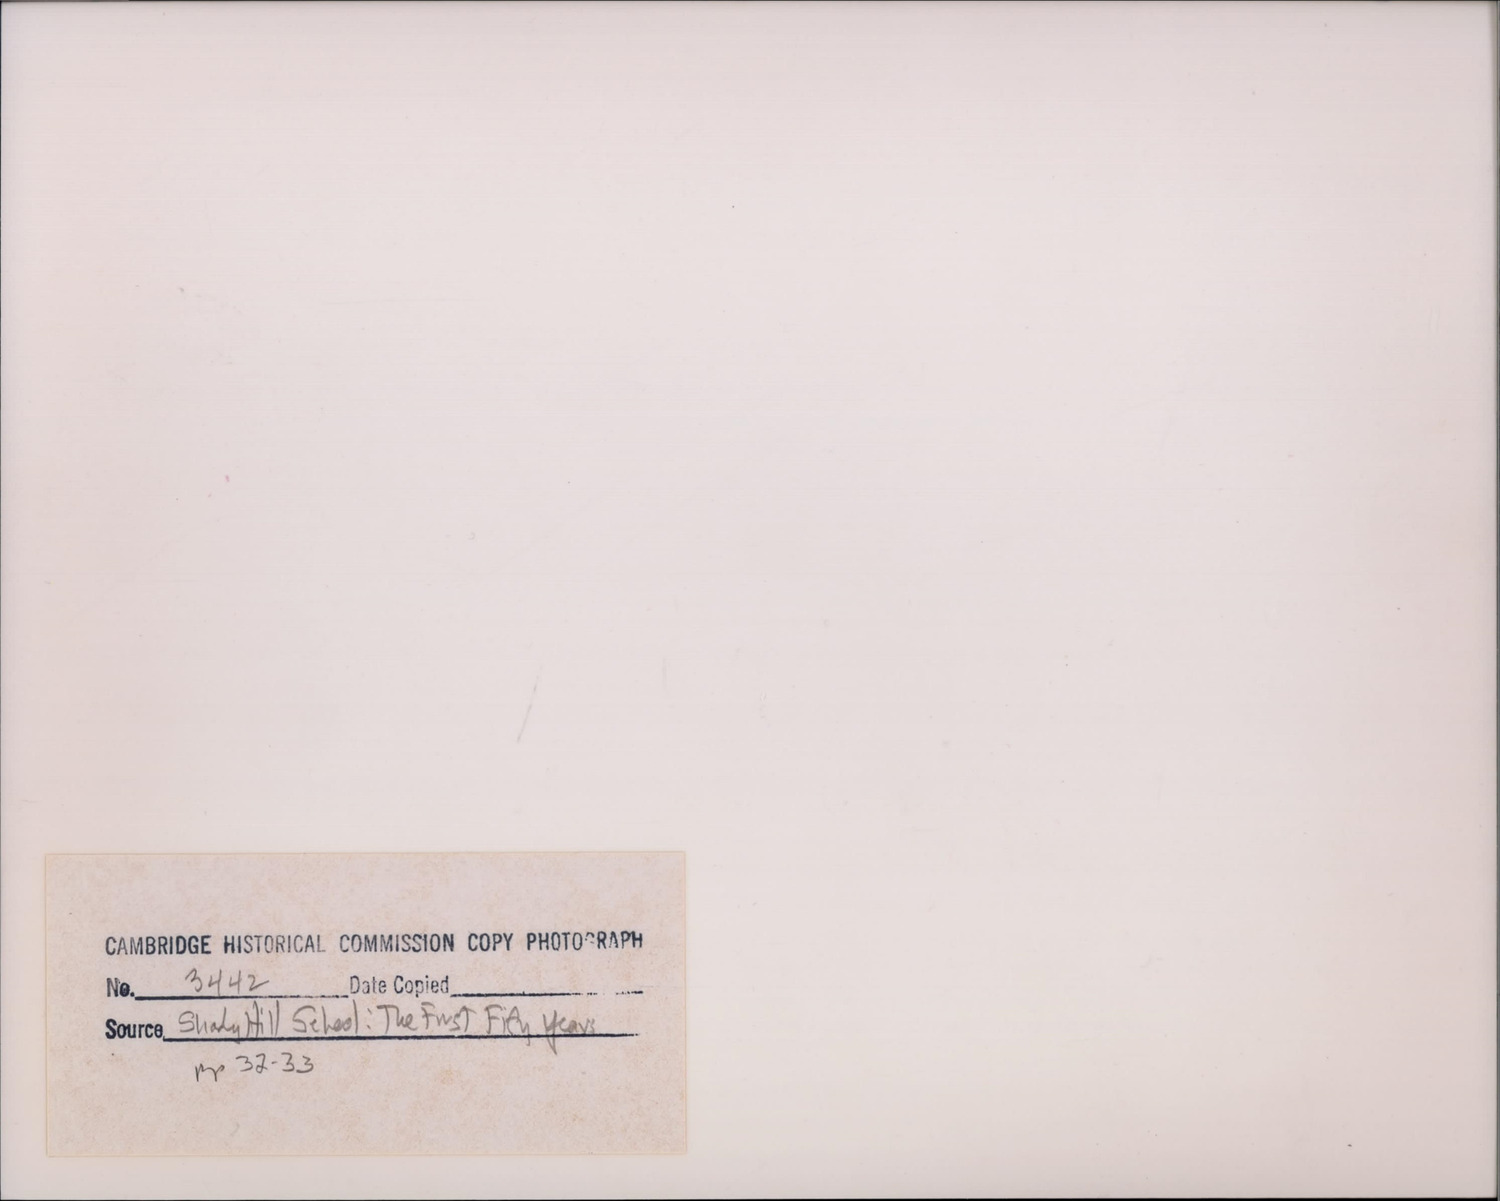 CAMBRIDGE HISTORICAL COMMISSION COPY PHOTOGRAPH
No. 3442 Date Copied
Source Shady Hill School: The First Fifty Years
pp 32-33